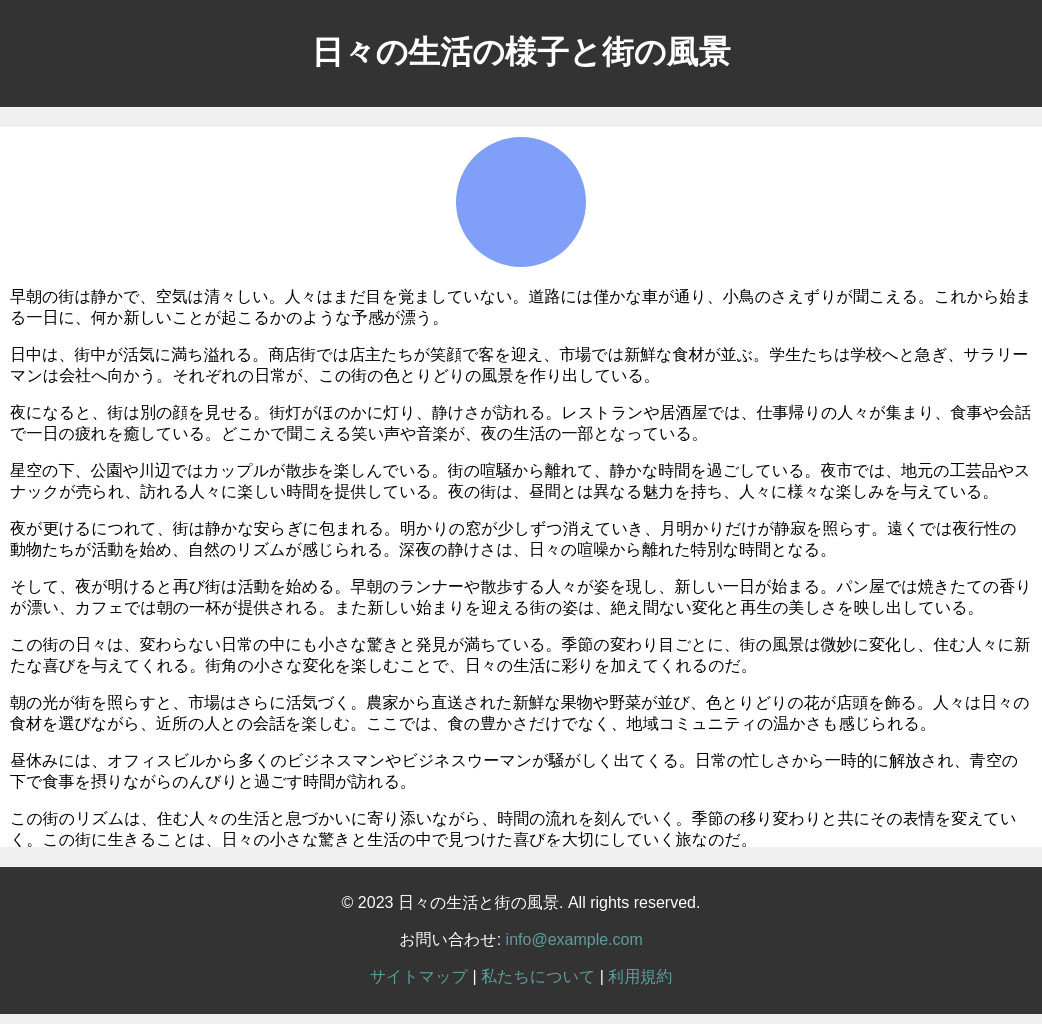 日々の生活の様子と街の風景
早朝の街は静かで、空気は清々しい。人々はまだ目を覚ましていない。道路には僅かな車が通り、小鳥のさえずりが聞こえる。これから始ま
る一日に、何か新しいことが起こるかのような予感が漂う。
日中は、街中が活気に満ち溢れる。商店街では店主たちが笑顔で客を迎え、市場では新鮮な食材が並ぶ。学生たちは学校へと急ぎ、サラリー
マンは会社へ向かう。それぞれの日常が、この街の色とりどりの風景を作り出している。
夜になると、街は別の顔を見せる。街灯がほのかに灯り、静けさが訪れる。レストランや居酒屋では、仕事帰りの人々が集まり、食事や会話
で一日の疲れを癒している。どこかで聞こえる笑い声や音楽が、夜の生活の一部となっている。
星空の下、公園や川辺ではカップルが散歩を楽しんでいる。街の喧騒から離れて、静かな時間を過ごしている。夜市では、地元の工芸品やス
ナックが売られ、訪れる人々に楽しい時間を提供している。夜の街は、昼間とは異なる魅力を持ち、人々に様々な楽しみを与えている。
夜が更けるにつれて、街は静かな安らぎに包まれる。明かりの窓が少しずつ消えていき、月明かりだけが静寂を照らす。遠くでは夜行性の
動物たちが活動を始め、自然のリズムが感じられる。深夜の静けさは、日々の喧噪から離れた特別な時間となる。
そして、夜が明けると再び街は活動を始める。早朝のランナーや散歩する人々が姿を現し、新しい一日が始まる。パン屋では焼きたての香り
が漂い、カフェでは朝の一杯が提供される。また新しい始まりを迎える街の姿は、絶え間ない変化と再生の美しさを映し出している。
この街の日々は、変わらない日常の中にも小さな驚きと発見が満ちている。季節の変わり目ごとに、街の風景は微妙に変化し、住む人々に新
たな喜びを与えてくれる。街角の小さな変化を楽しむことで、日々の生活に彩りを加えてくれるのだ。
朝の光が街を照らすと、市場はさらに活気づく。農家から直送された新鮮な果物や野菜が並び、色とりどりの花が店頭を飾る。人々は日々の
食材を選びながら、近所の人との会話を楽しむ。ここでは、食の豊かさだけでなく、地域コミュニティの温かさも感じられる。
昼休みには、オフィスビルから多くのビジネスマンやビジネスウーマンが騒がしく出てくる。日常の忙しさから一時的に解放され、青空の
下で食事を摂りながらのんびりと過ごす時間が訪れる。
この街のリズムは、住む人々の生活と息づかいに寄り添いながら、時間の流れを刻んでいく。季節の移り変わりと共にその表情を変えてい
く。この街に生きることは、日々の小さな驚きと生活の中で見つけた喜びを大切にしていく旅なのだ。
© 2023 日々の生活と街の風景. All rights reserved.
お問い合わせ: info@example.com
サイトマップ | 私たちについて | 利用規約